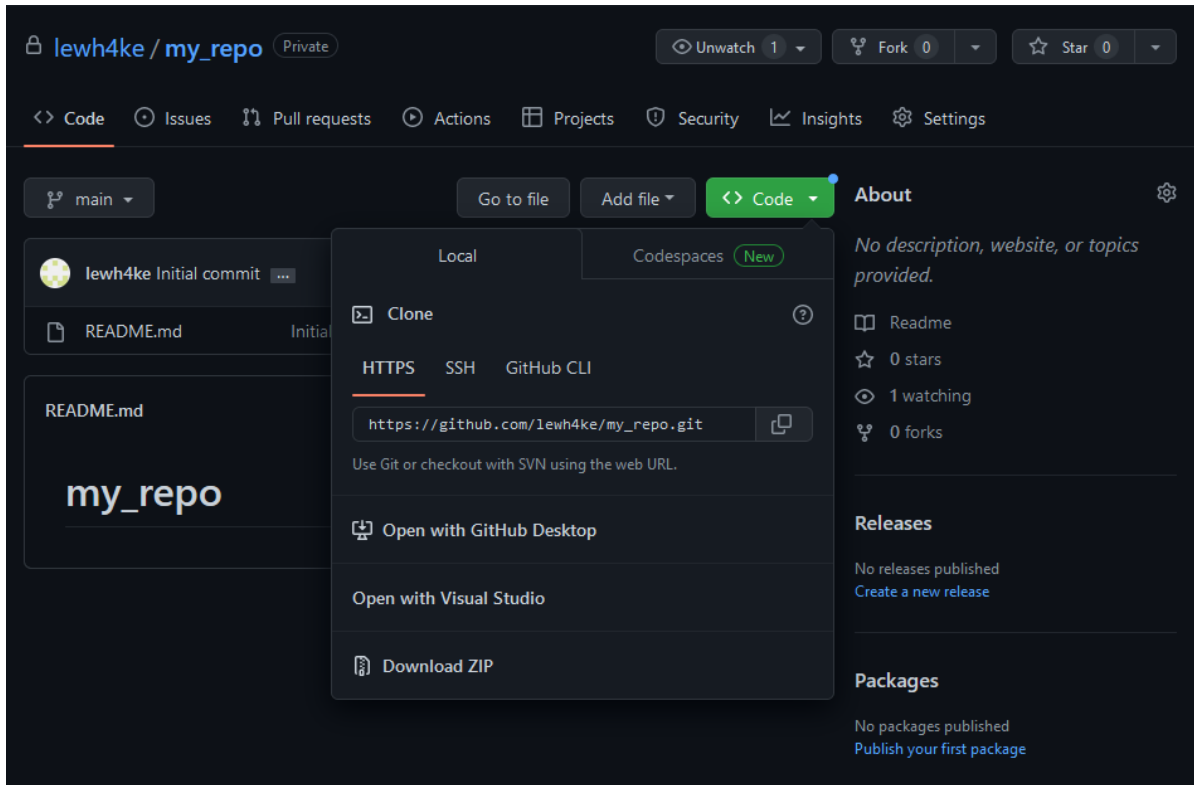 lewh4ke / my_repo Private
Unwatch 1 Fork 0 Star 0
Code Issues Pull requests Actions Projects Security Insights Settings
main Go to file Add file Code
lewh4ke Initial commit ...
README.md Initial
README.md
my_repo
Local Codespaces New
Clone
HTTPS SSH GitHub CLI
https://github.com/lewh4ke/my_repo.git
Use Git or checkout with SVN using the web URL.
Open with GitHub Desktop
Open with Visual Studio
Download ZIP
About
No description, website, or topics
provided.
Readme
0 stars
1 watching
0 forks
Releases
No releases published
Create a new release
Packages
No packages published
Publish your first package